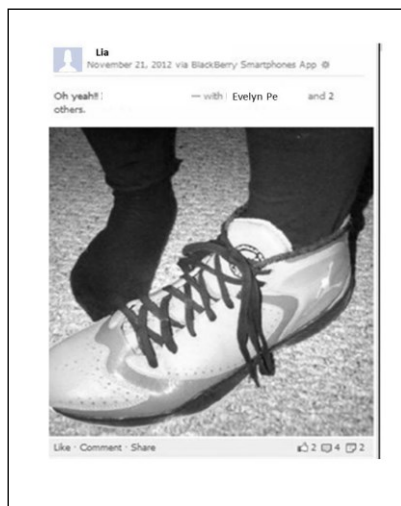 Lia
November 21, 2012 via BlackBerry Smartphones App
Oh yeah!! — with Evelyn Pe and 2
others.
Like · Comment · Share 2 4 2